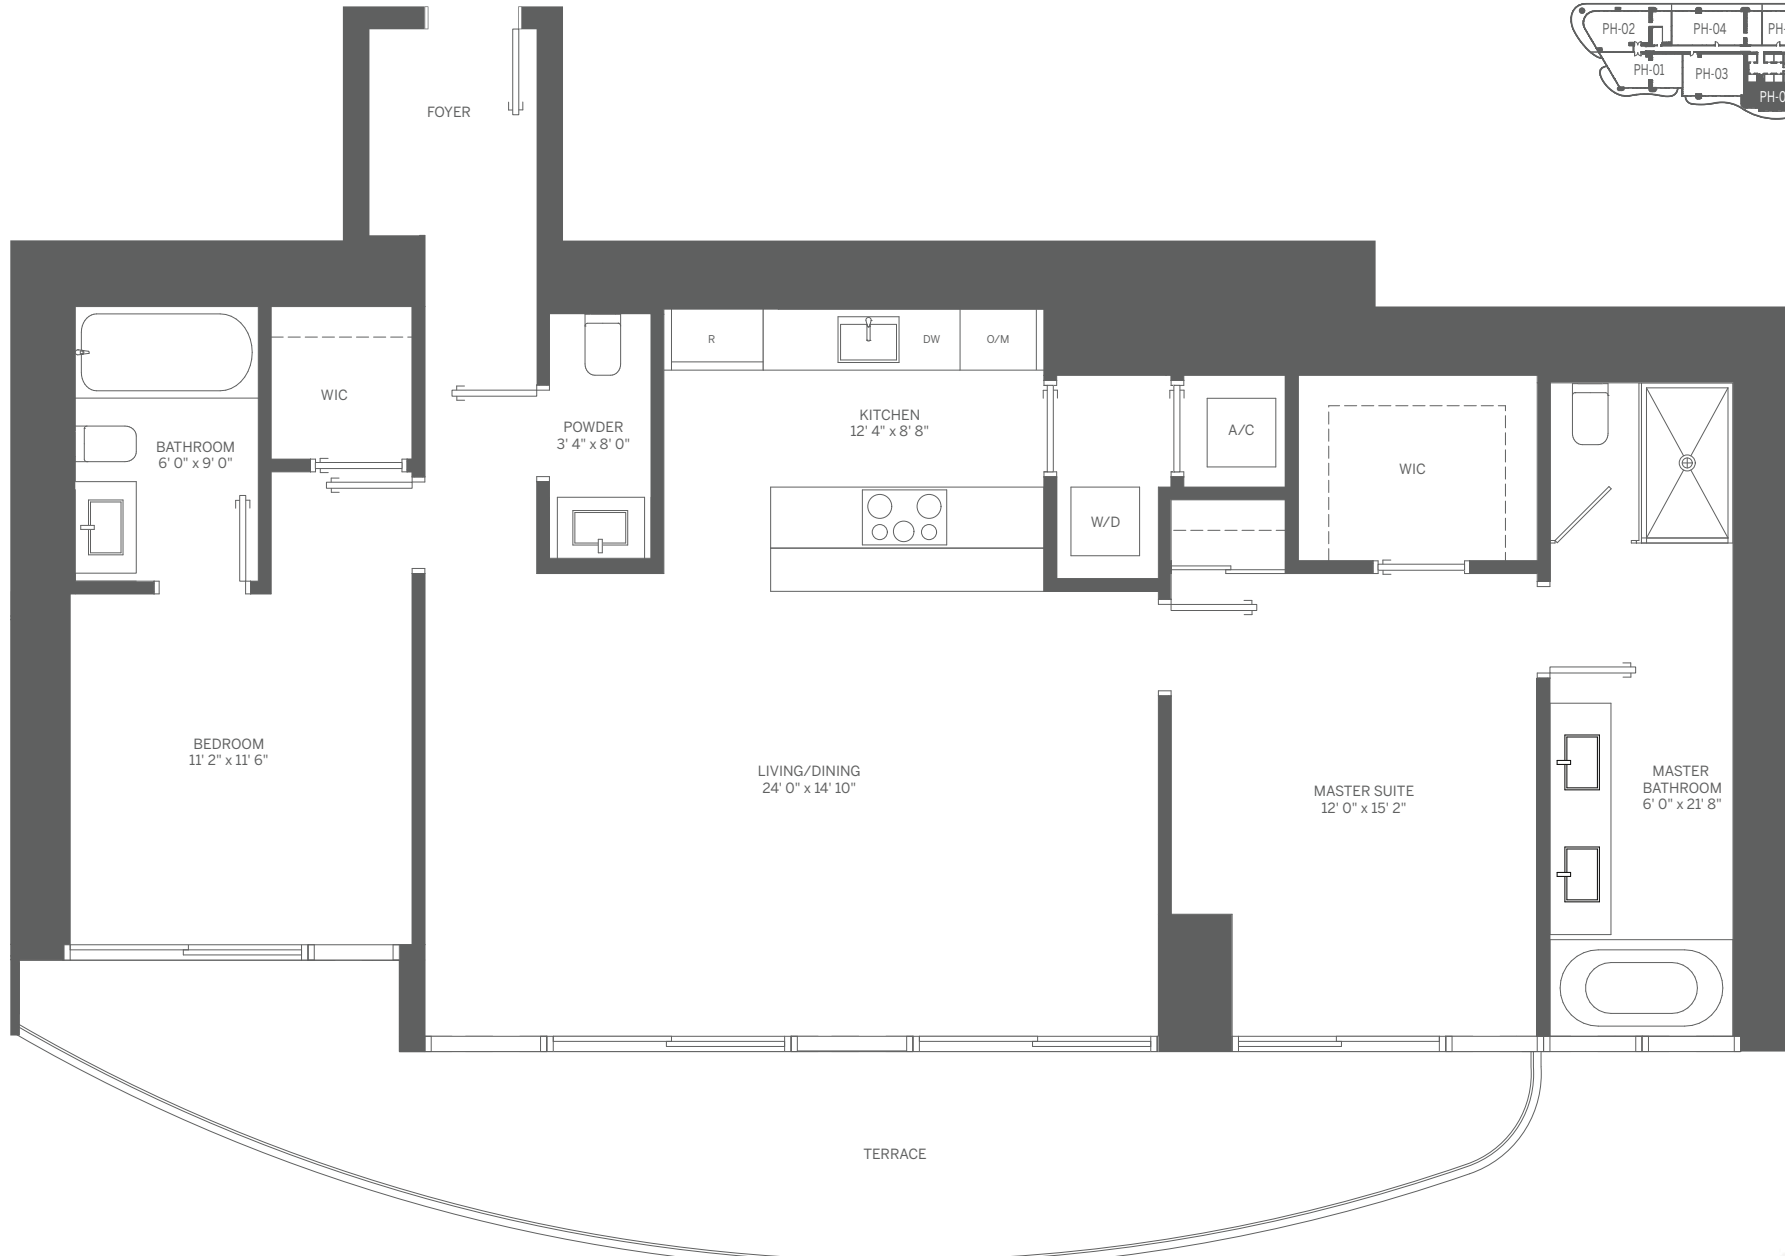 PH-02
PH-04
PH-01
PH-03
FOYER
R
DW
O/M
WIC
KITCHEN
12' 4" x 8' 8"
POWDER
3' 4" x 8' 0"
A/C
BATHROOM
6' 0" x 9' 0"
WIC
W/D
BEDROOM
11' 2" x 11' 6"
LIVING/DINING
24' 0" x 14' 10"
MASTER SUITE
12' 0" x 15' 2"
MASTER
BATHROOM
6' 0" x 21' 8"
TERRACE